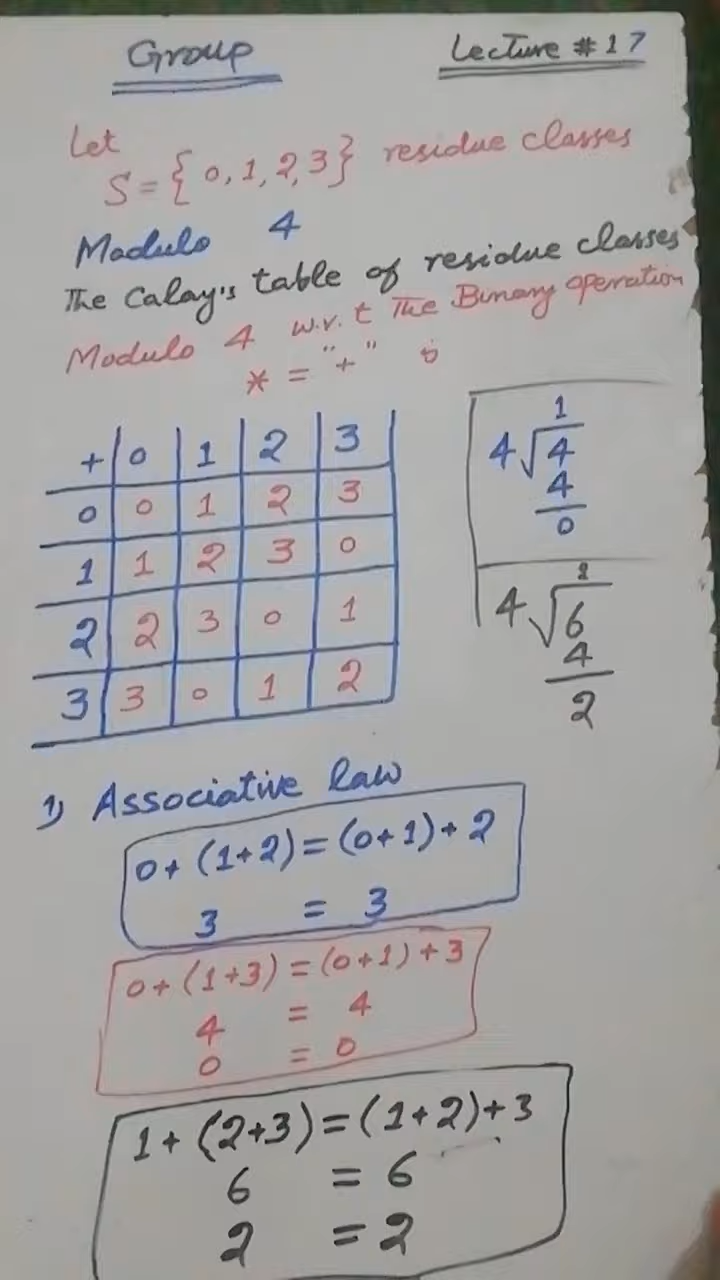 Group
Lecture # 17
Let
S = { 0, 1, 2, 3 } residue classes
Madulo 4
The Calay's table of residue classes
Modulo 4 w.r.t The Binary operation
* = "+" is
+ 0 1 2 3
0 0 1 2 3
1 1 2 3 0
2 2 3 0 1
3 3 0 1 2
1
4 √ 4
4
0
1
4 √ 6
4
2
1) Associative law
0 + (1+2) = (0+1) + 2
3 = 3
0 + (1+3) = (0+1) + 3
4 = 4
0 = 0
1 + (2+3) = (1+2) + 3
6 = 6
2 = 2